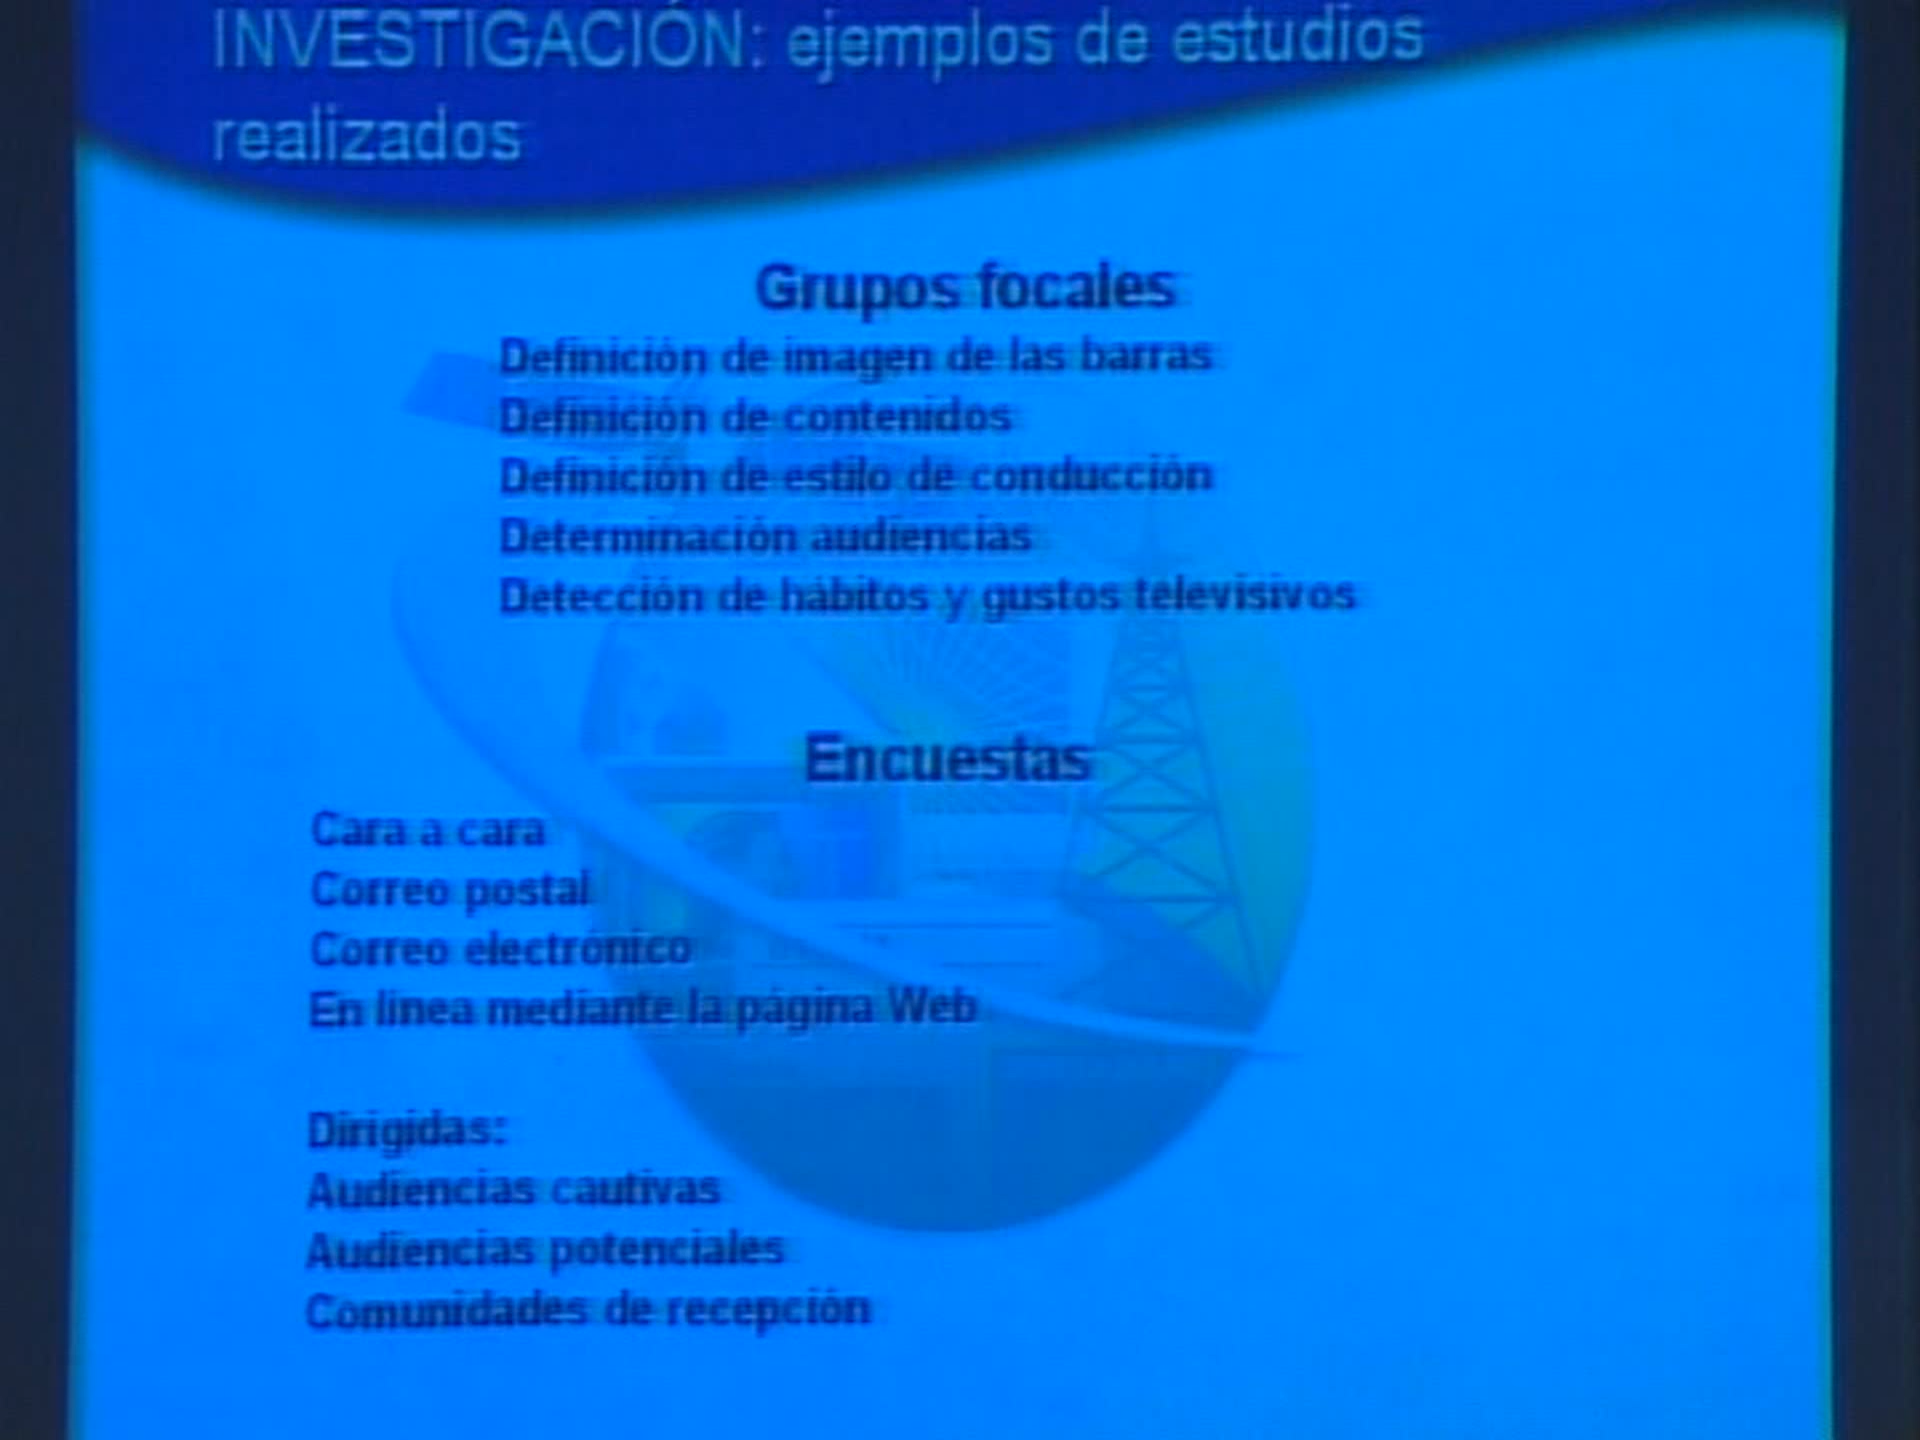 INVESTIGACIÓN: ejemplos de estudios
realizados
Grupos focales
Definición de imagen de las barras
Definición de contenidos
Definición de estilo de conducción
Determinación audiencias
Detección de hábitos y gustos televisivos
Encuestas
Cara a cara
Correo postal
Correo electrónico
En línea mediante la página Web
Dirigidas:
Audiencias cautivas
Audiencias potenciales
Comunidades de recepción